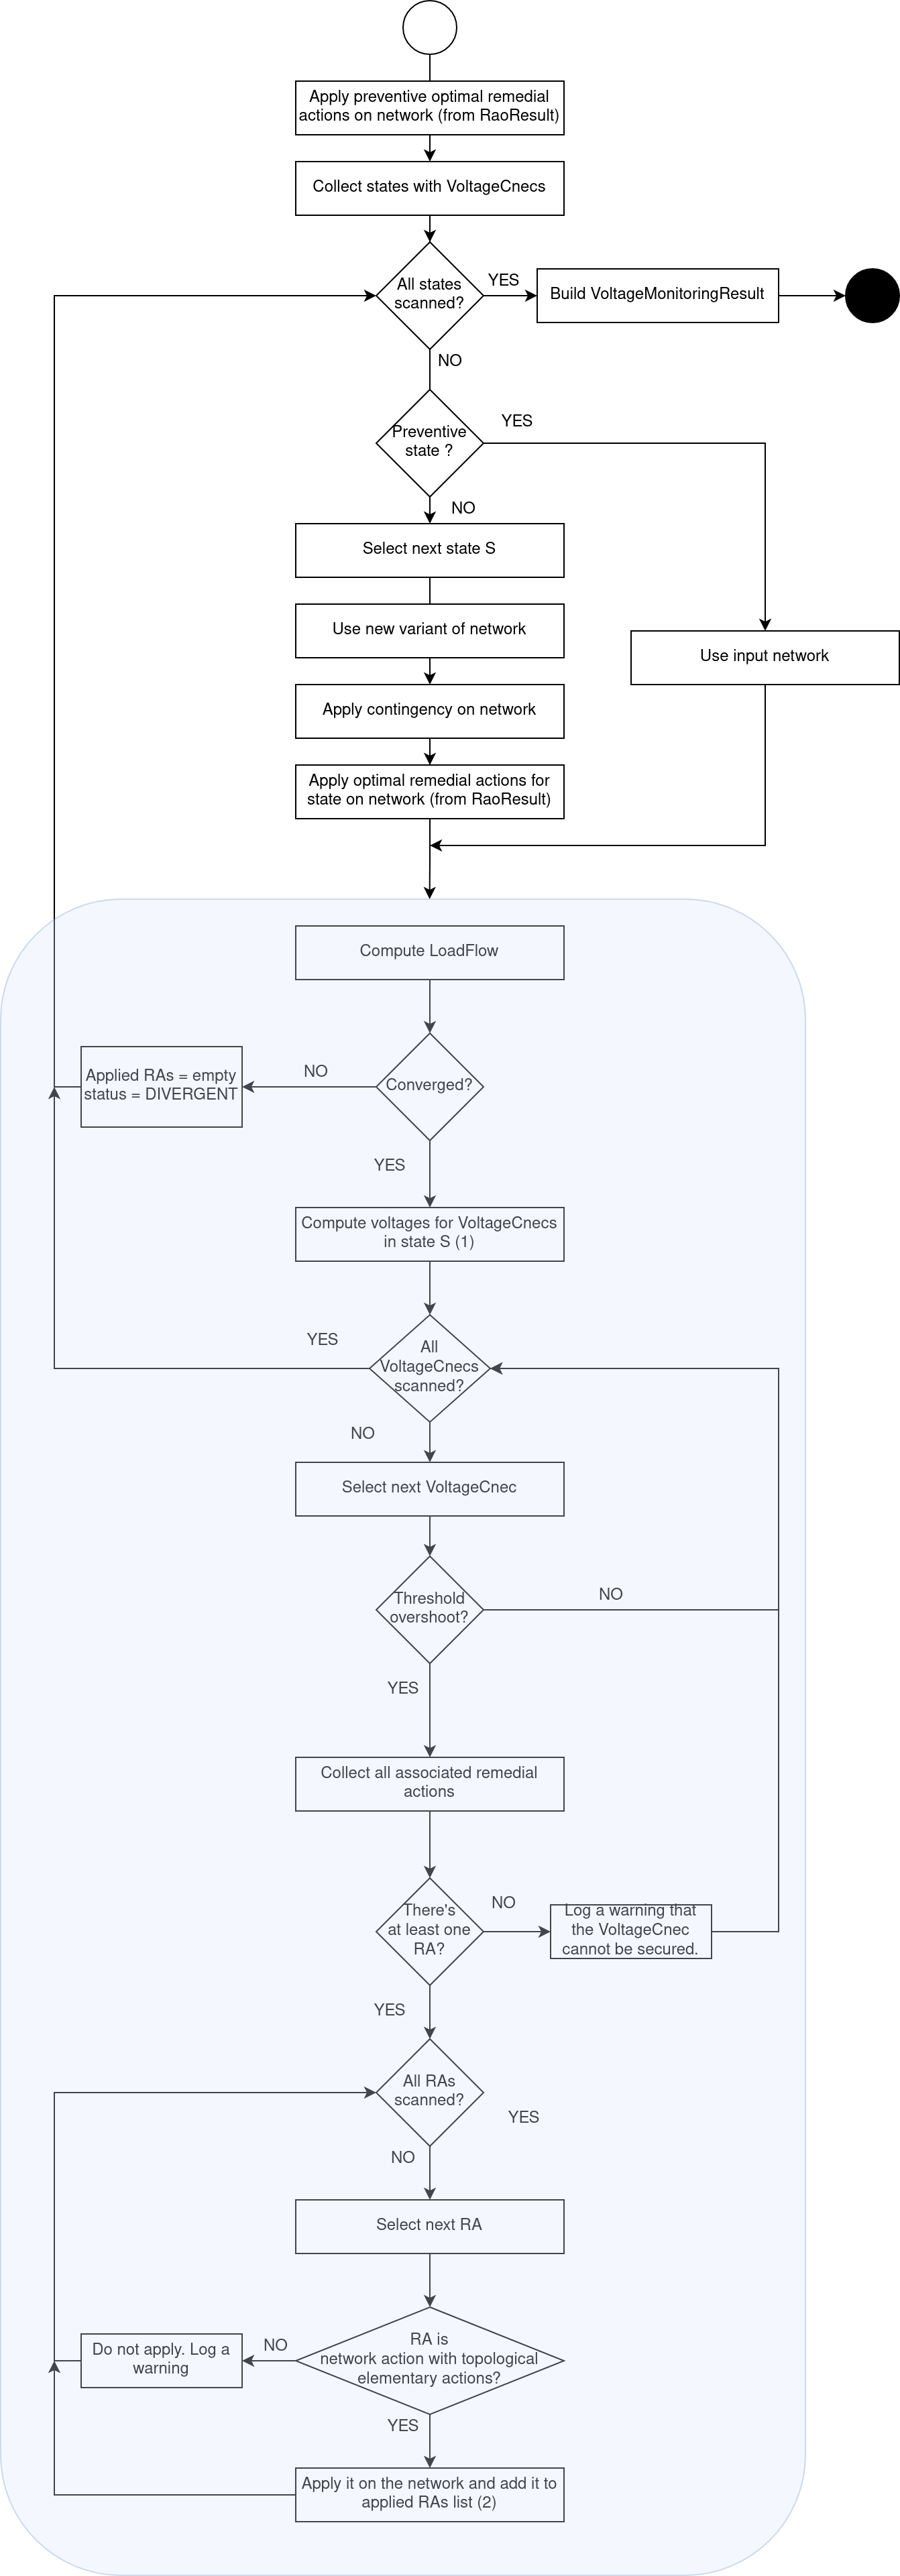 Apply preventive optimal remedial
actions on network (from RaoResult)
Collect states with VoltageCnecs
All states
scanned?
YES
Build VoltageMonitoringResult
NO
Preventive
state ?
YES
NO
Select next state S
Use new variant of network
Use input network
Apply contingency on network
Apply optimal remedial actions for
state on network (from RaoResult)
Compute LoadFlow
Converged?
NO
Applied RAs = empty
status = DIVERGENT
YES
Compute voltages for VoltageCnecs
in state S (1)
All
VoltageCnecs
scanned?
YES
NO
Select next VoltageCnec
Threshold
overshoot?
NO
YES
Collect all associated remedial
actions
There's
at least one
RA?
NO
Log a warning that
the VoltageCnec
cannot be secured.
YES
All RAs
scanned?
YES
NO
Select next RA
RA is
network action with topological
elementary actions?
NO
Do not apply. Log a
warning
YES
Apply it on the network and add it to
applied RAs list (2)